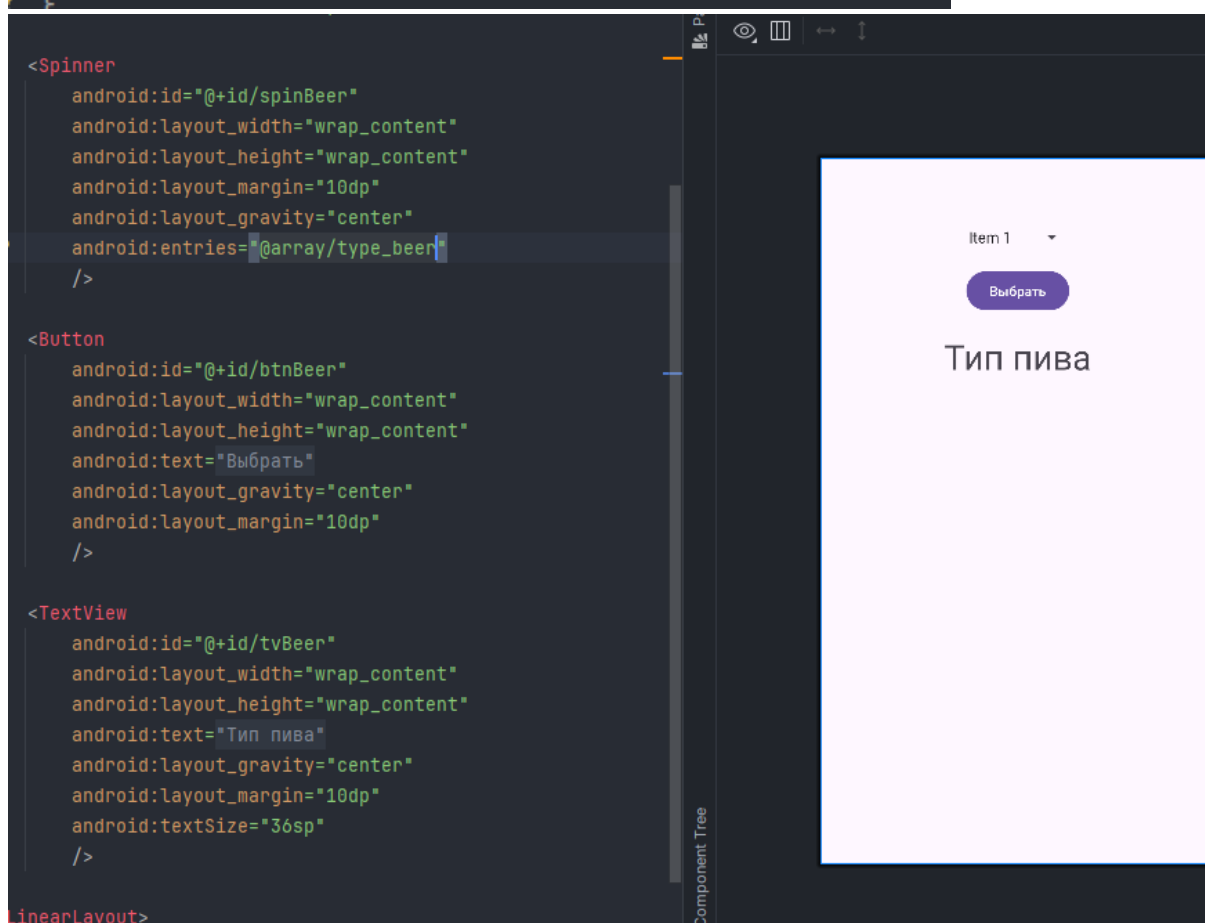 }
<Spinner
android:id="@+id/spinBeer"
android:layout_width="wrap_content"
android:layout_height="wrap_content"
android:layout_margin="10dp"
android:layout_gravity="center"
android:entries="@array/type_beer"
/>
<Button
android:id="@+id/btnBeer"
android:layout_width="wrap_content"
android:layout_height="wrap_content"
android:text="Выбрать"
android:layout_gravity="center"
android:layout_margin="10dp"
/>
<TextView
android:id="@+id/tvBeer"
android:layout_width="wrap_content"
android:layout_height="wrap_content"
android:text="Тип пива"
android:layout_gravity="center"
android:layout_margin="10dp"
android:textSize="36sp"
/>
LinearLayout>
Pa
Component Tree
Item 1
Выбрать
Тип пива